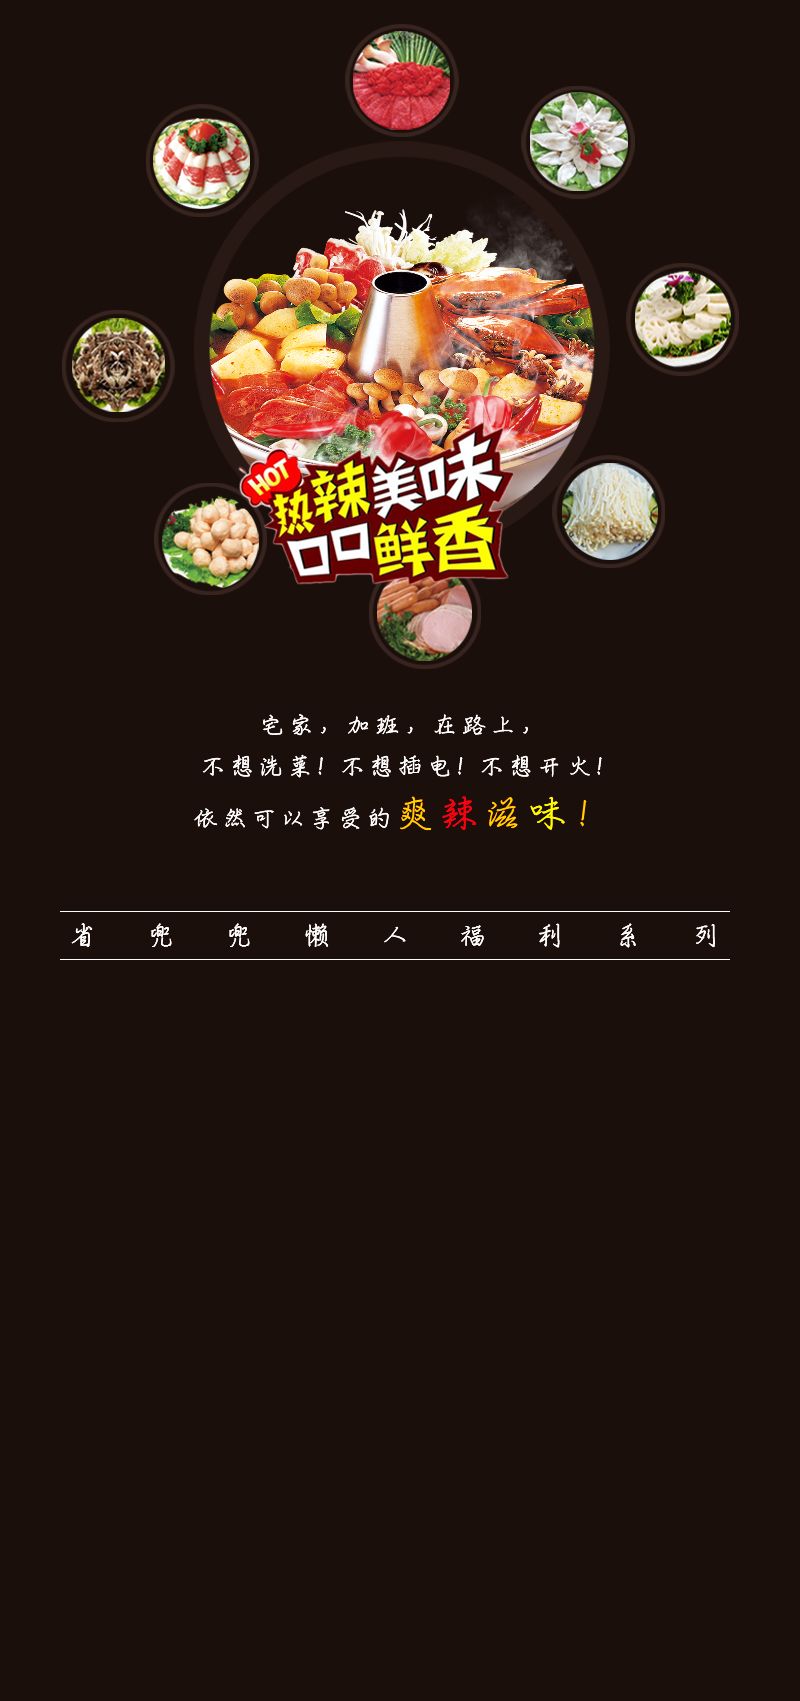 HOT
热辣美味
口口鲜香
宅家，加班，在路上，
不想洗菜！不想插电！不想开火！
依然可以享受的爽辣滋味！
省兜兜懒人福利系列